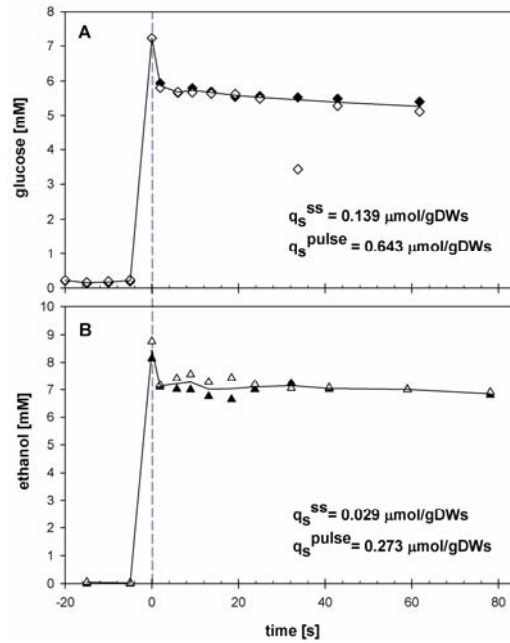 A
8
7
6
5
4
3
2
1
0
glucose [mM]
q_s^ss = 0.139 µmol/gDWs
q_s^pulse = 0.643 µmol/gDWs
B
10
9
8
7
6
5
4
3
2
1
0
ethanol [mM]
q_s^ss = 0.029 µmol/gDWs
q_s^pulse = 0.273 µmol/gDWs
-20 0 20 40 60 80
time [s]